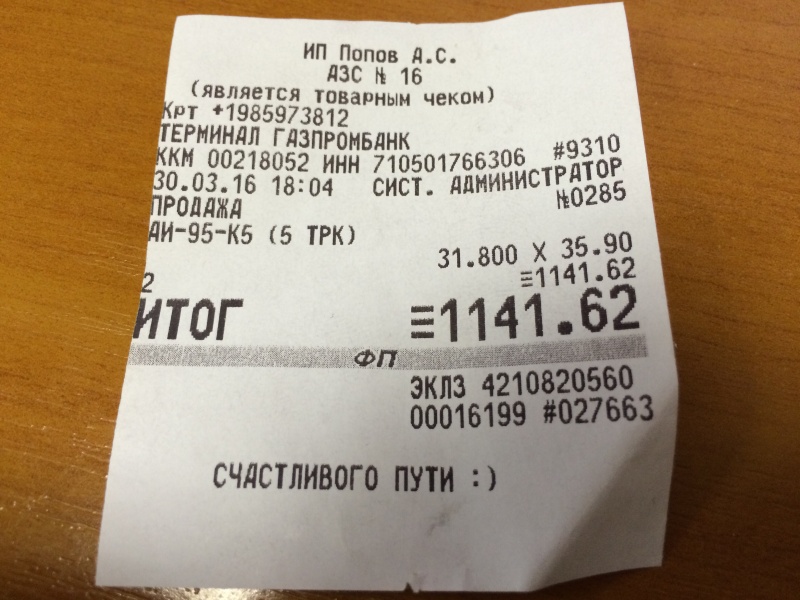 ИП Попов А.С.
АЗС № 16
(является товарным чеком)
Крт +1985973812
ТЕРМИНАЛ ГАЗПРОМБАНК
ККМ 00218052 ИНН 710501766306 #9310
30.03.16 18:04 СИСТ. АДМИНИСТРАТОР
ПРОДАЖА №0285
АИ-95-К5 (5 ТРК)
31.800 X 35.90
2 ≡1141.62
ИТОГ ≡1141.62
ФП
ЭКЛЗ 4210820560
00016199 #027663
СЧАСТЛИВОГО ПУТИ :)